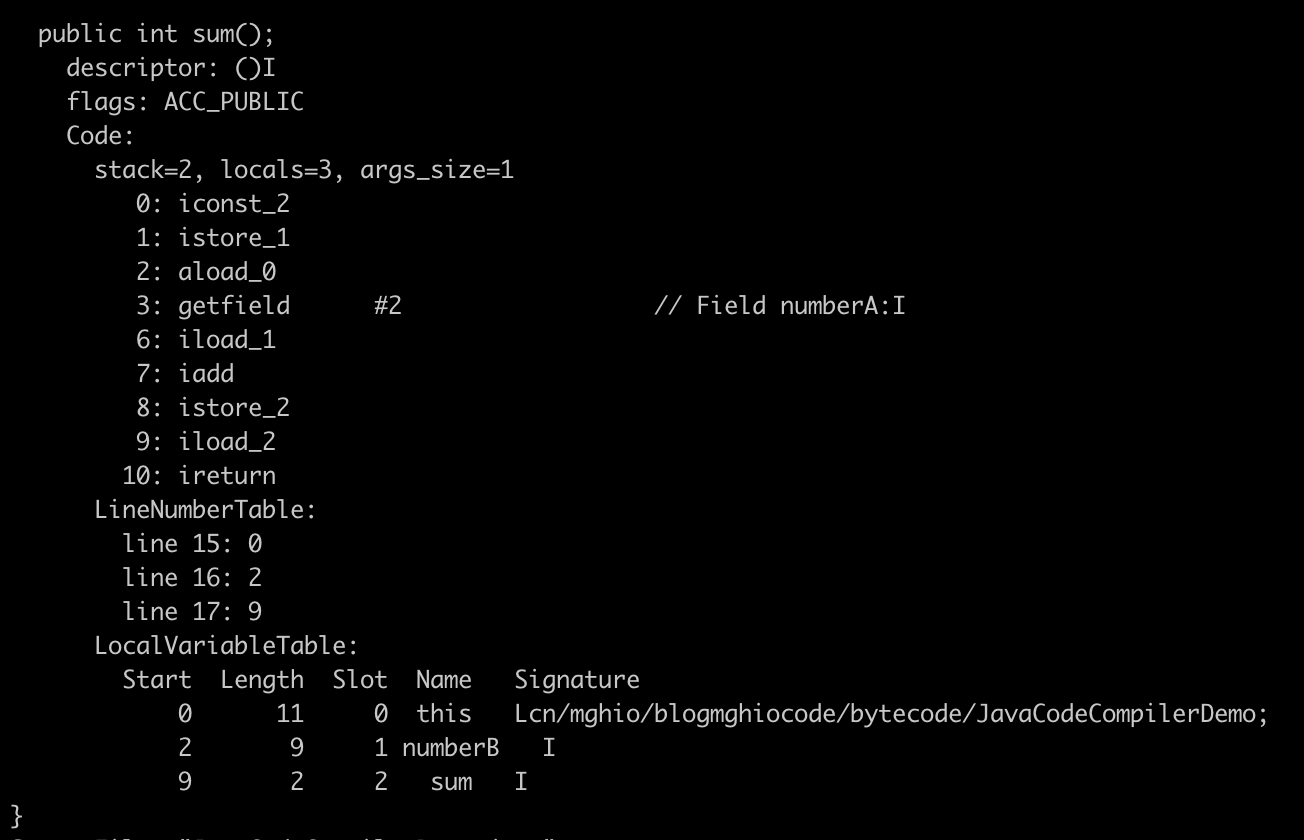 public int sum();
descriptor: ()I
flags: ACC_PUBLIC
Code:
stack=2, locals=3, args_size=1
0: iconst_2
1: istore_1
2: aload_0
3: getfield #2 // Field numberA:I
6: iload_1
7: iadd
8: istore_2
9: iload_2
10: ireturn
LineNumberTable:
line 15: 0
line 16: 2
line 17: 9
LocalVariableTable:
Start Length Slot Name Signature
0 11 0 this Lcn/mghio/blogmghiocode/bytecode/JavaCodeCompilerDemo;
2 9 1 numberB I
9 2 2 sum I
}